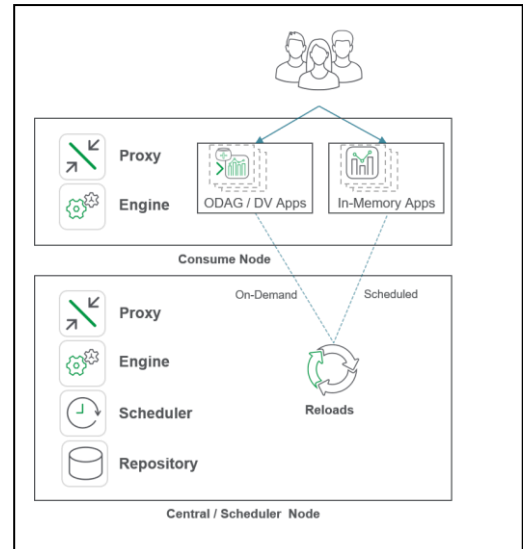 Proxy
Engine
ODAG / DV Apps
In-Memory Apps
Consume Node
On-Demand
Scheduled
Proxy
Engine
Scheduler
Repository
Reloads
Central / Scheduler Node